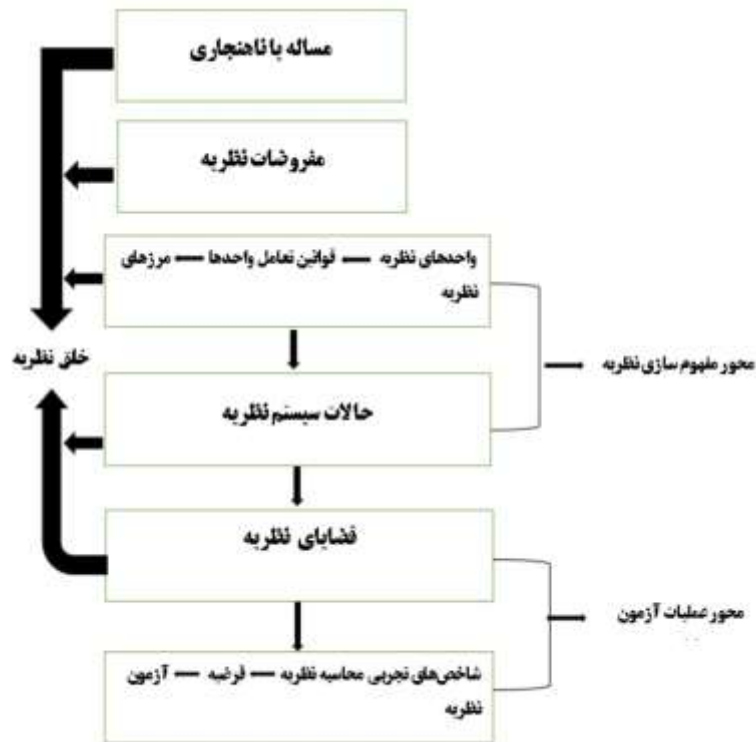 مساله یا ناهنجاری
مفروضات نظریه
واحدهای نظریه — قوانین تعامل واحدها — مرزهای
نظریه
خلق نظریه
محور مفهوم سازی نظریه
حالات سیستم نظریه
قضایای نظریه
محور عملیات آزمون
شاخص‌های تجربی محاسبه نظریه — فرضیه — آزمون
نظریه